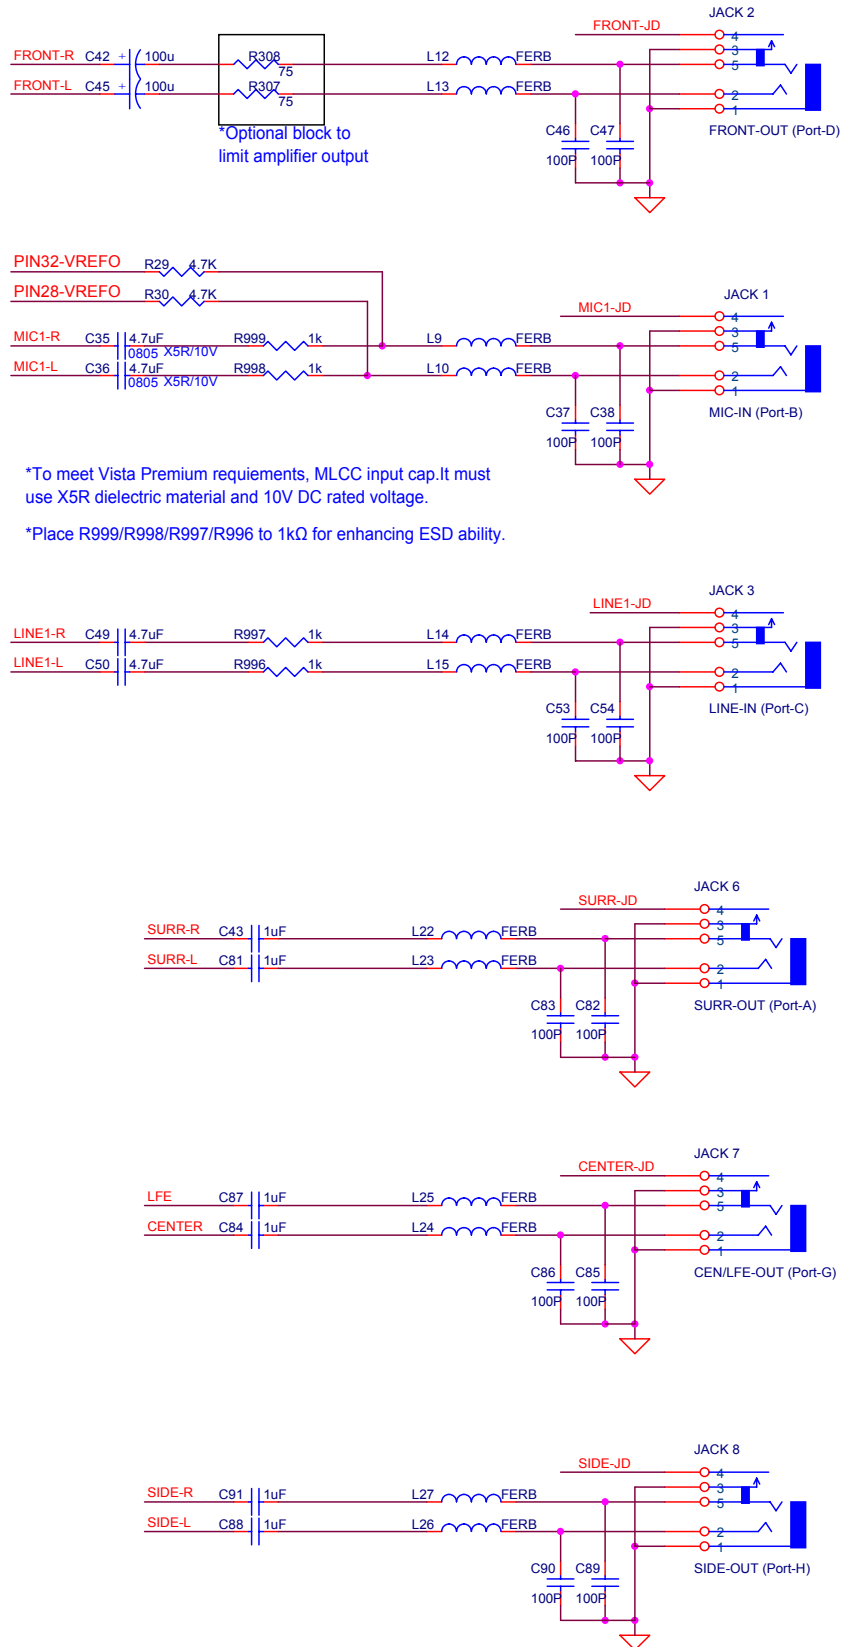 JACK 2
FRONT-JD
4
3
FRONT-R C42 + 100u R308 75 L12 FERB 5
FRONT-L C45 + 100u R307 75 L13 FERB 2
1
*Optional block to
limit amplifier output
C46 C47
100P 100P
FRONT-OUT (Port-D)
PIN32-VREFO R29 4.7K
PIN28-VREFO R30 4.7K
JACK 1
MIC1-JD
4
3
MIC1-R C35 4.7uF R999 1k L9 FERB 5
0805 X5R/10V
MIC1-L C36 4.7uF R998 1k L10 FERB 2
0805 X5R/10V
1
C37 C38
100P 100P
MIC-IN (Port-B)
*To meet Vista Premium requiements, MLCC input cap.It must
use X5R dielectric material and 10V DC rated voltage.
*Place R999/R998/R997/R996 to 1kΩ for enhancing ESD ability.
JACK 3
LINE1-JD
4
3
LINE1-R C49 4.7uF R997 1k L14 FERB 5
LINE1-L C50 4.7uF R996 1k L15 FERB 2
1
C53 C54
100P 100P
LINE-IN (Port-C)
JACK 6
SURR-JD
4
3
SURR-R C43 1uF L22 FERB 5
SURR-L C81 1uF L23 FERB 2
1
C83 C82
100P 100P
SURR-OUT (Port-A)
JACK 7
CENTER-JD
4
3
LFE C87 1uF L25 FERB 5
CENTER C84 1uF L24 FERB 2
1
C86 C85
100P 100P
CEN/LFE-OUT (Port-G)
JACK 8
SIDE-JD
4
3
SIDE-R C91 1uF L27 FERB 5
SIDE-L C88 1uF L26 FERB 2
1
C90 C89
100P 100P
SIDE-OUT (Port-H)